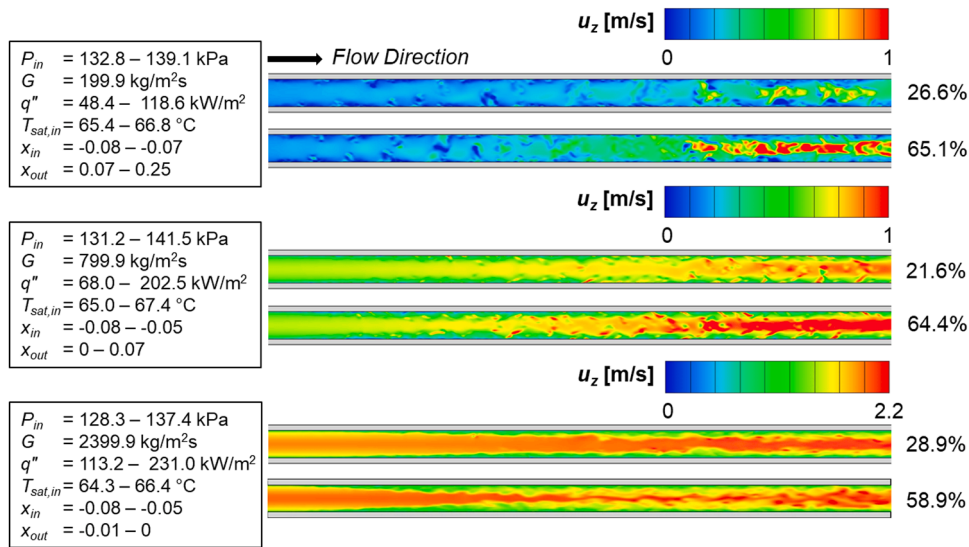 u_z [m/s]
0 1
P_in = 132.8 – 139.1 kPa
G = 199.9 kg/m²s
q" = 48.4 – 118.6 kW/m²
T_sat,in = 65.4 – 66.8 °C
x_in = -0.08 – -0.07
x_out = 0.07 – 0.25
Flow Direction
26.6%
65.1%
u_z [m/s]
0 1
P_in = 131.2 – 141.5 kPa
G = 799.9 kg/m²s
q" = 68.0 – 202.5 kW/m²
T_sat,in = 65.0 – 67.4 °C
x_in = -0.08 – -0.05
x_out = 0 – 0.07
21.6%
64.4%
u_z [m/s]
0 2.2
P_in = 128.3 – 137.4 kPa
G = 2399.9 kg/m²s
q" = 113.2 – 231.0 kW/m²
T_sat,in = 64.3 – 66.4 °C
x_in = -0.08 – -0.05
x_out = -0.01 – 0
28.9%
58.9%